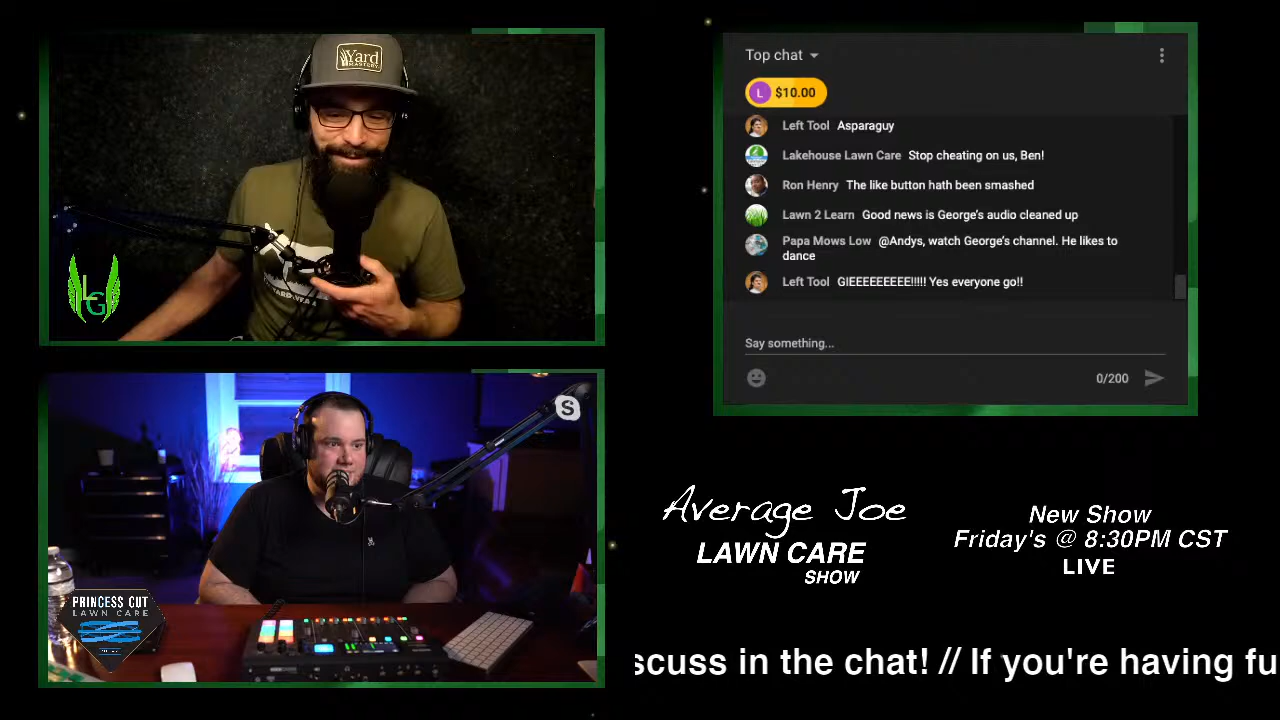 Yard
MASTERY
LG
S
PRINCESS CUT
LAWN CARE
Top chat
L $10.00
Left Tool Asparaguy
Lakehouse Lawn Care Stop cheating on us, Ben!
Ron Henry The like button hath been smashed
Lawn 2 Learn Good news is George's audio cleaned up
Papa Mows Low @Andys, watch George's channel. He likes to
dance
Left Tool GIEEEEEEEEE!!!!! Yes everyone go!!
Say something...
0/200
Average Joe
LAWN CARE
SHOW
New Show
Friday's @ 8:30PM CST
LIVE
scuss in the chat! // If you're having fu